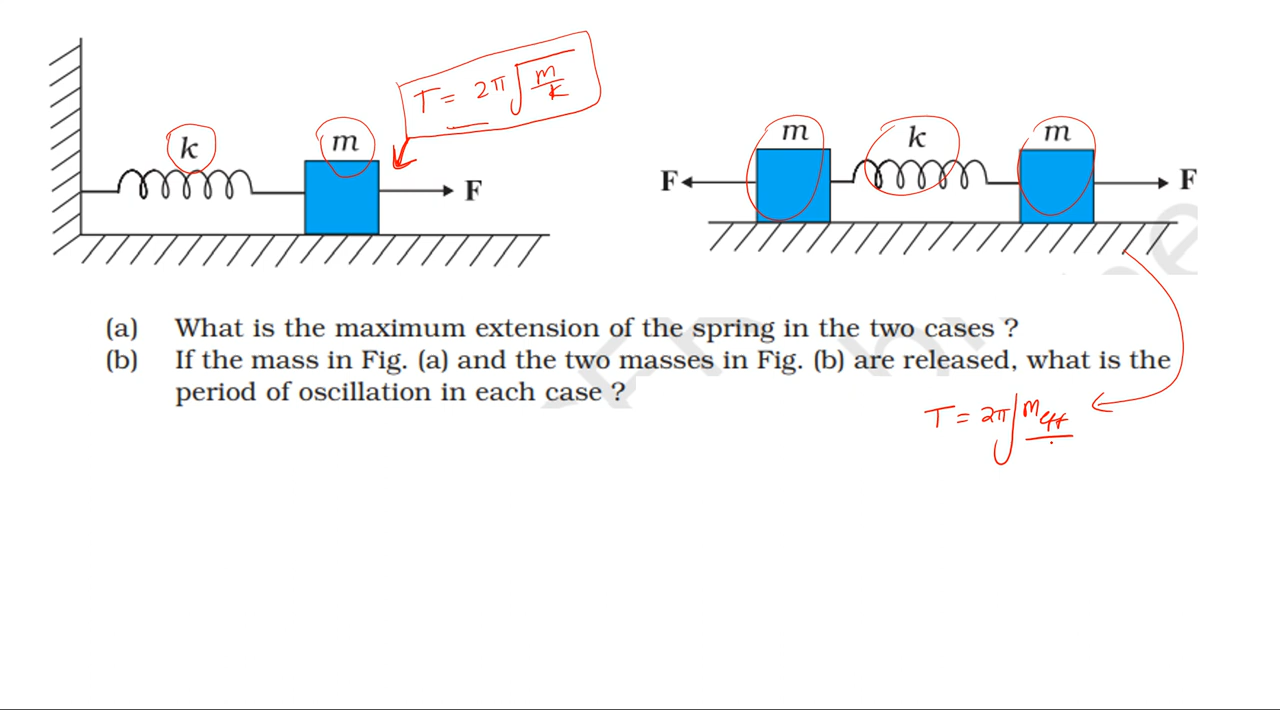 T = 2π√m/k
k
m
F
F
m
k
m
F
(a) What is the maximum extension of the spring in the two cases ?
(b) If the mass in Fig. (a) and the two masses in Fig. (b) are released, what is the
period of oscillation in each case ?
T = 2π√meff